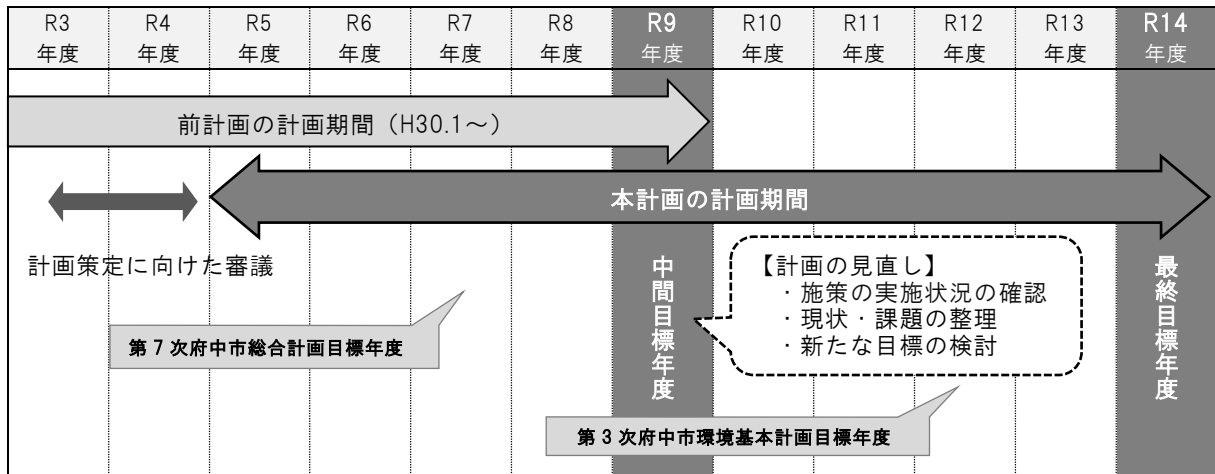 R3 R4 R5 R6 R7 R8 R9 R10 R11 R12 R13 R14
年度 年度 年度 年度 年度 年度 年度 年度 年度 年度 年度 年度
前計画の計画期間（H30.1～）
本計画の計画期間
計画策定に向けた審議
中間目標年度
【計画の見直し】
・施策の実施状況の確認
・現状・課題の整理
・新たな目標の検討
最終目標年度
第7次府中市総合計画目標年度
第3次府中市環境基本計画目標年度